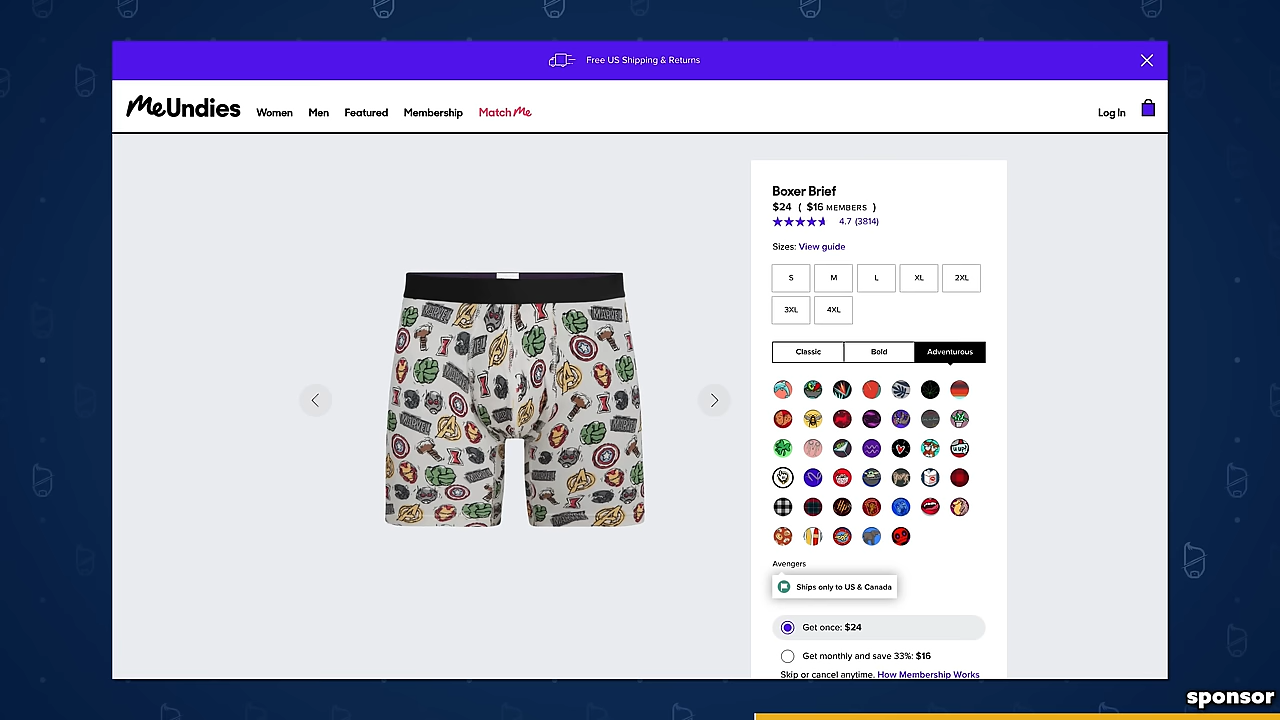 Free US Shipping & Returns
MeUndies Women Men Featured Membership MatchMe Log In
Boxer Brief
$24 ( $16 MEMBERS )
4.7 (3814)
Sizes: View guide
S M L XL 2XL
3XL 4XL
Classic Bold Adventurous
MARVEL
Avengers
Ships only to US & Canada
Get once: $24
Get monthly and save 33%: $16
Skip or cancel anytime. How Membership Works
sponsor